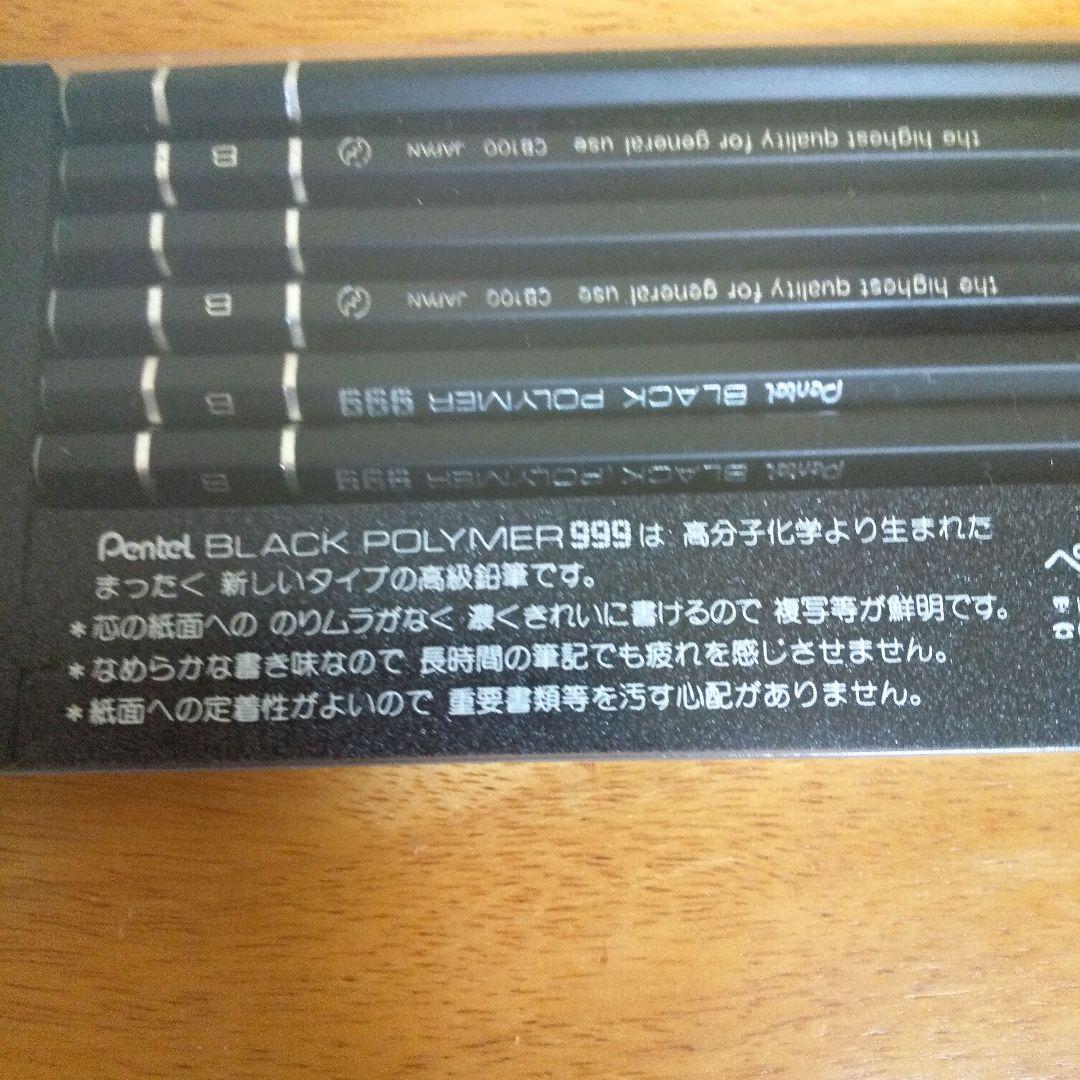 B JAPAN CB100 the highest quality for general use
B JAPAN CB100 the highest quality for general use
Pentel BLACK POLYMER 999 B
Pentel BLACK POLYMER 999 B
Pentel BLACK POLYMER 999は 高分子化学より生まれた
まったく 新しいタイプの高級鉛筆です。
*芯の紙面への のりムラがなく 濃くきれいに書けるので 複写等が鮮明です。
*なめらかな書き味なので 長時間の筆記でも疲れを感じさせません。
*紙面への定着性がよいので 重要書類等を汚す心配がありません。
ぺ